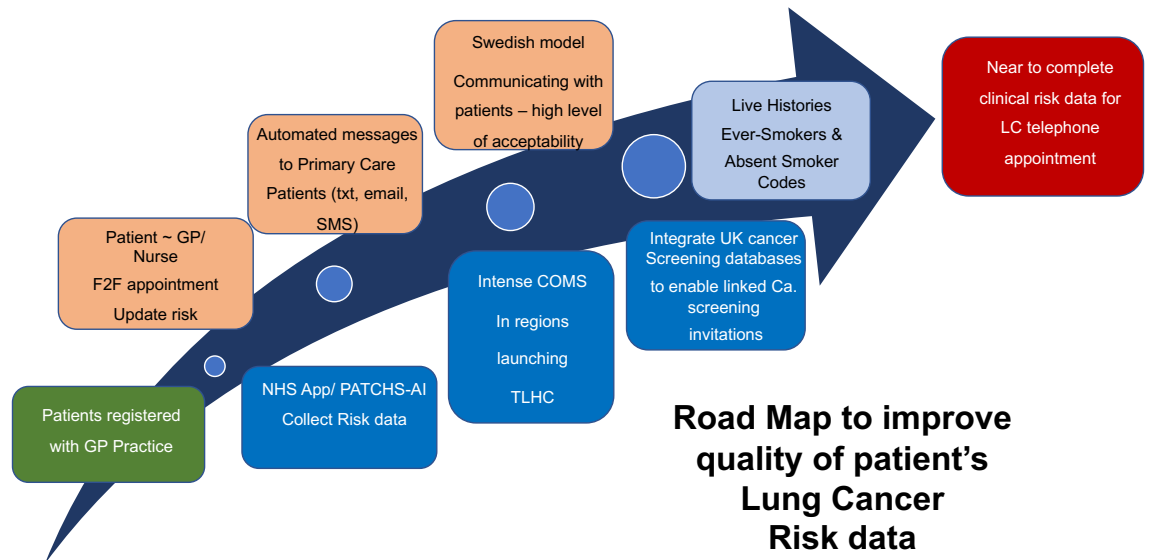 Swedish model
Communicating with
patients – high level
of acceptability
Near to complete
clinical risk data for
LC telephone
appointment
Live Histories
Ever-Smokers &
Absent Smoker
Codes
Automated messages
to Primary Care
Patients (txt, email,
SMS)
Patient ~ GP/
Nurse
F2F appointment
Update risk
Integrate UK cancer
Screening databases
to enable linked Ca.
screening
invitations
Intense COMS
In regions
launching
TLHC
NHS App/ PATCHS-AI
Collect Risk data
Patients registered
with GP Practice
Road Map to improve
quality of patient’s
Lung Cancer
Risk data